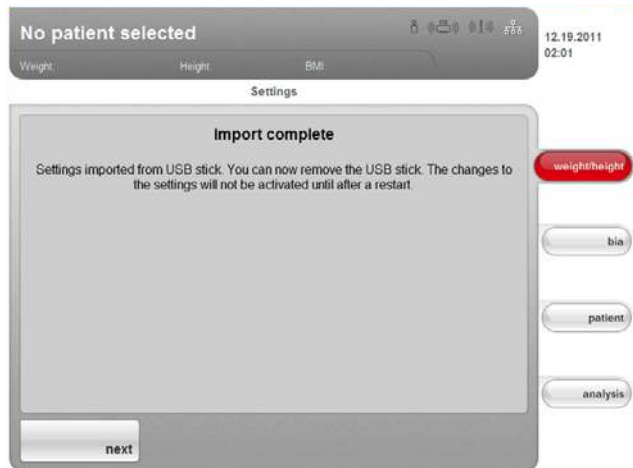 No patient selected
12.19.2011
02:01
Weight: Height: BMI:
Settings
Import complete
Settings imported from USB stick. You can now remove the USB stick. The changes to
the settings will not be activated until after a restart.
weight/height
bia
patient
analysis
next